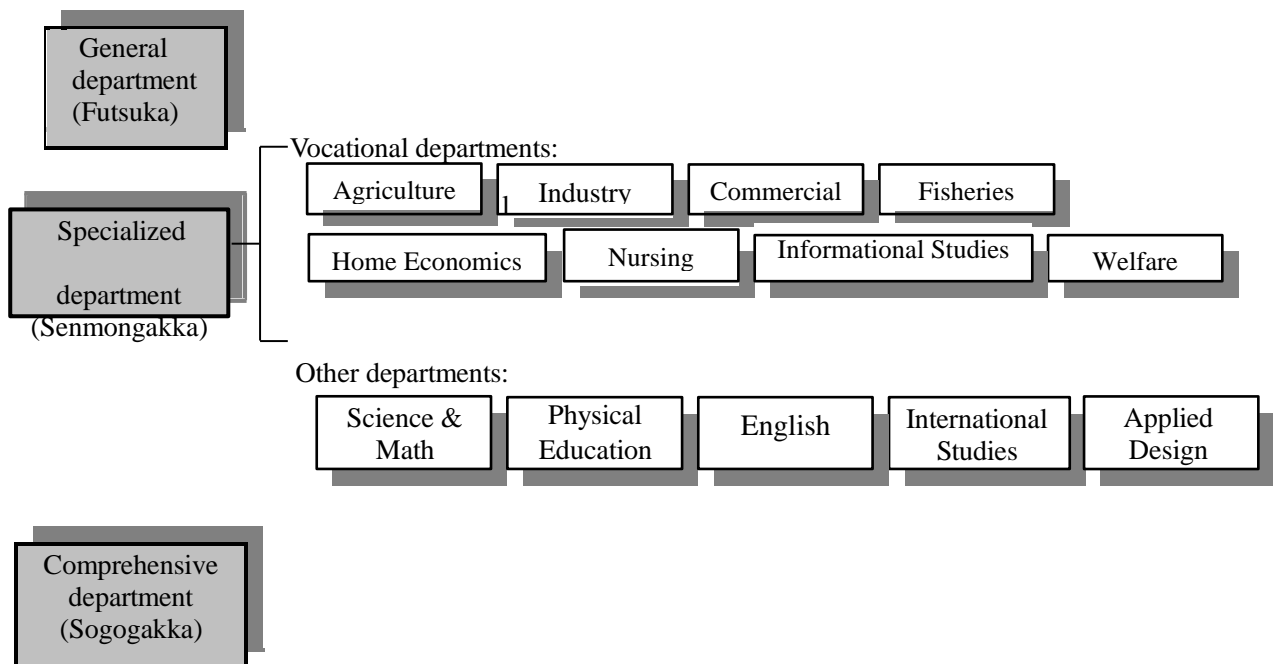 General
department
(Futsuka)
Vocational departments:
Agriculture
Industry
Commercial
Fisheries
Specialized
department
(Senmongakka)
Home Economics
Nursing
Informational Studies
Welfare
Other departments:
Science &
Math
Physical
Education
English
International
Studies
Applied
Design
Comprehensive
department
(Sogogakka)